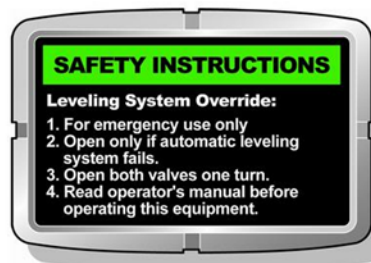 SAFETY INSTRUCTIONS
Leveling System Override:
1. For emergency use only
2. Open only if automatic leveling
system fails.
3. Open both valves one turn.
4. Read operator's manual before
operating this equipment.